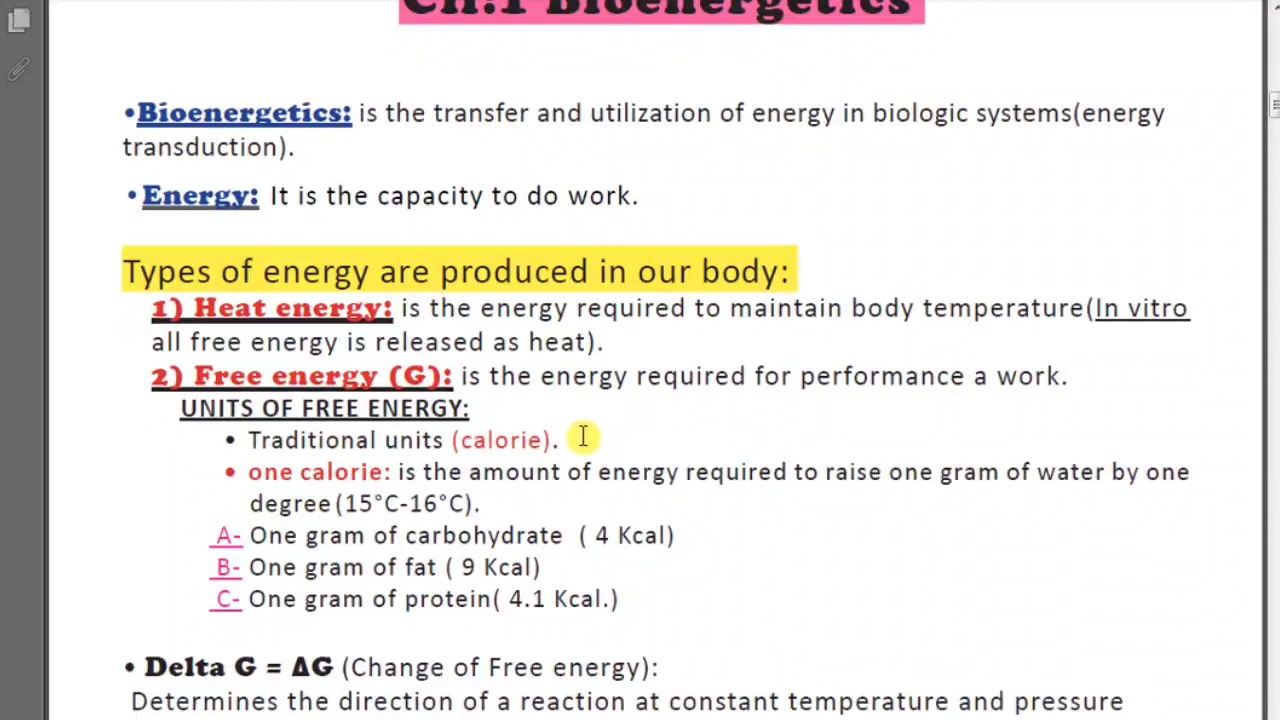 Ch.1 Bioenergetics
•Bioenergetics: is the transfer and utilization of energy in biologic systems(energy
transduction).
•Energy: It is the capacity to do work.
Types of energy are produced in our body:
1) Heat energy: is the energy required to maintain body temperature(In vitro
all free energy is released as heat).
2) Free energy (G): is the energy required for performance a work.
UNITS OF FREE ENERGY:
• Traditional units (calorie).
• one calorie: is the amount of energy required to raise one gram of water by one
degree(15°C-16°C).
A- One gram of carbohydrate ( 4 Kcal)
B- One gram of fat ( 9 Kcal)
C- One gram of protein( 4.1 Kcal.)
• Delta G = ΔG (Change of Free energy):
Determines the direction of a reaction at constant temperature and pressure